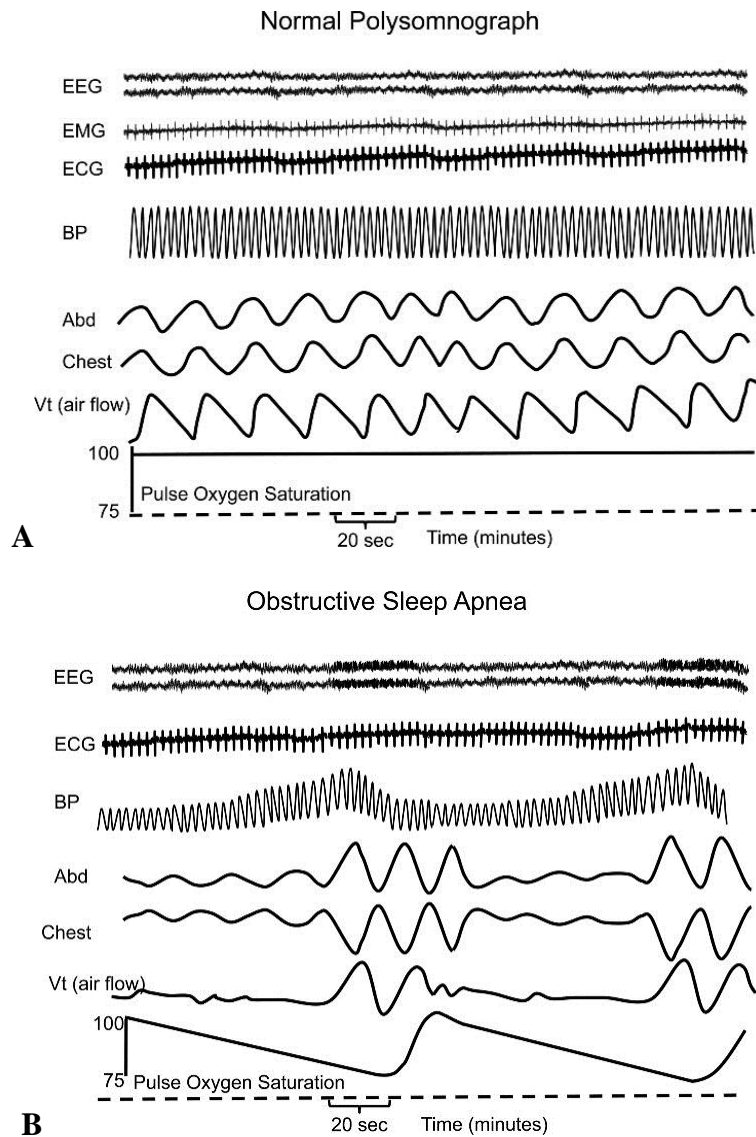 Normal Polysomnograph
EEG
EMG
ECG
BP
Abd
Chest
Vt (air flow)
100
Pulse Oxygen Saturation
75
A
20 sec
Time (minutes)
Obstructive Sleep Apnea
EEG
ECG
BP
Abd
Chest
Vt (air flow)
100
75
Pulse Oxygen Saturation
B
20 sec
Time (minutes)